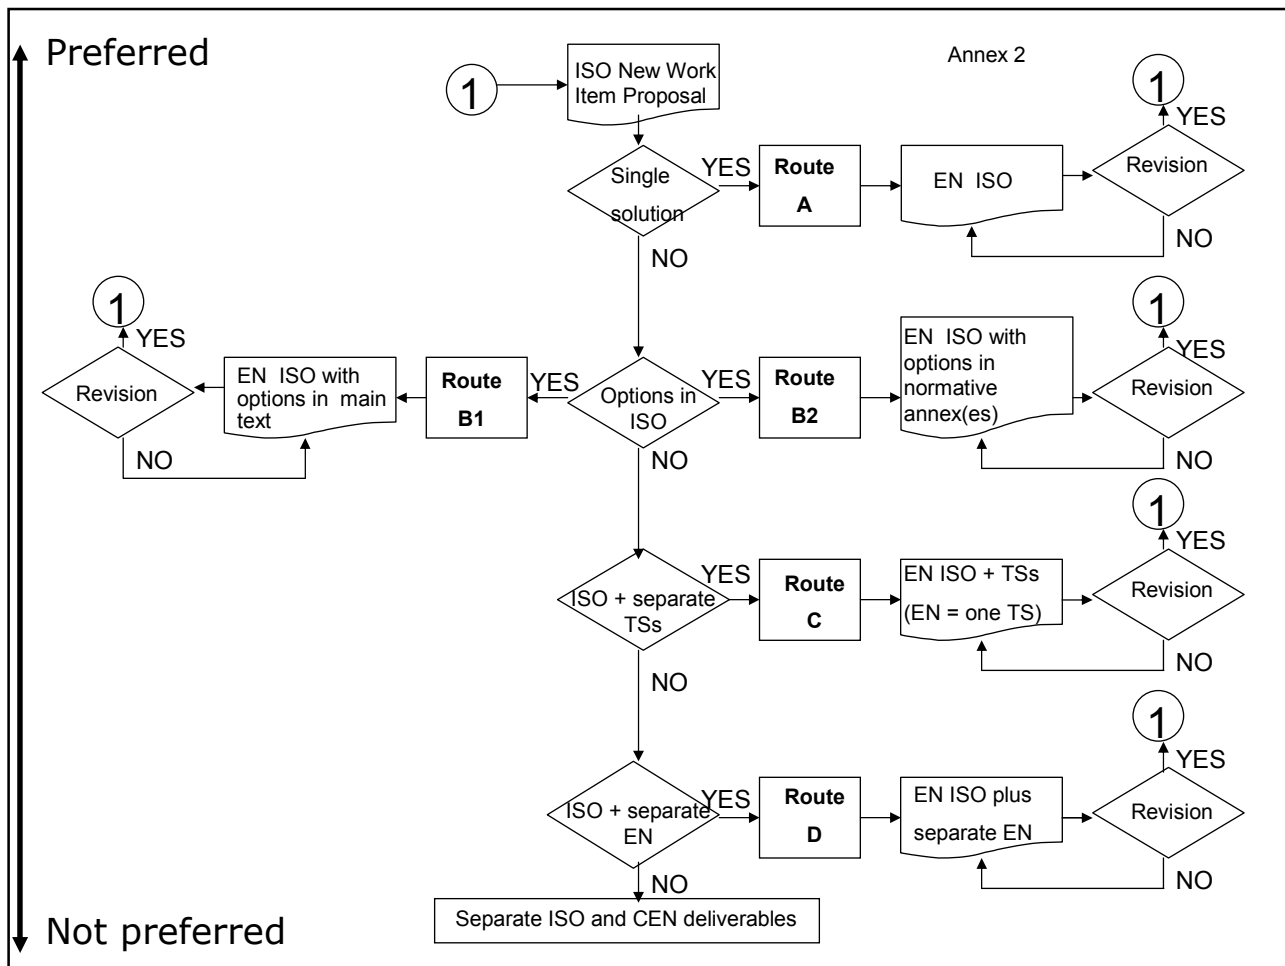 Preferred
Annex 2
1
ISO New Work
Item Proposal
1
YES
Single
solution
YES
Route
A
EN ISO
Revision
NO
NO
1
YES
Revision
EN ISO with
options in main
text
Route
B1
YES
Options in
ISO
YES
Route
B2
EN ISO with
options in
normative
annex(es)
1
YES
Revision
NO
NO
NO
1
YES
ISO + separate
TSs
YES
Route
C
EN ISO + TSs
(EN = one TS)
Revision
NO
NO
1
YES
ISO + separate
EN
YES
Route
D
EN ISO plus
separate EN
Revision
NO
NO
Separate ISO and CEN deliverables
Not preferred